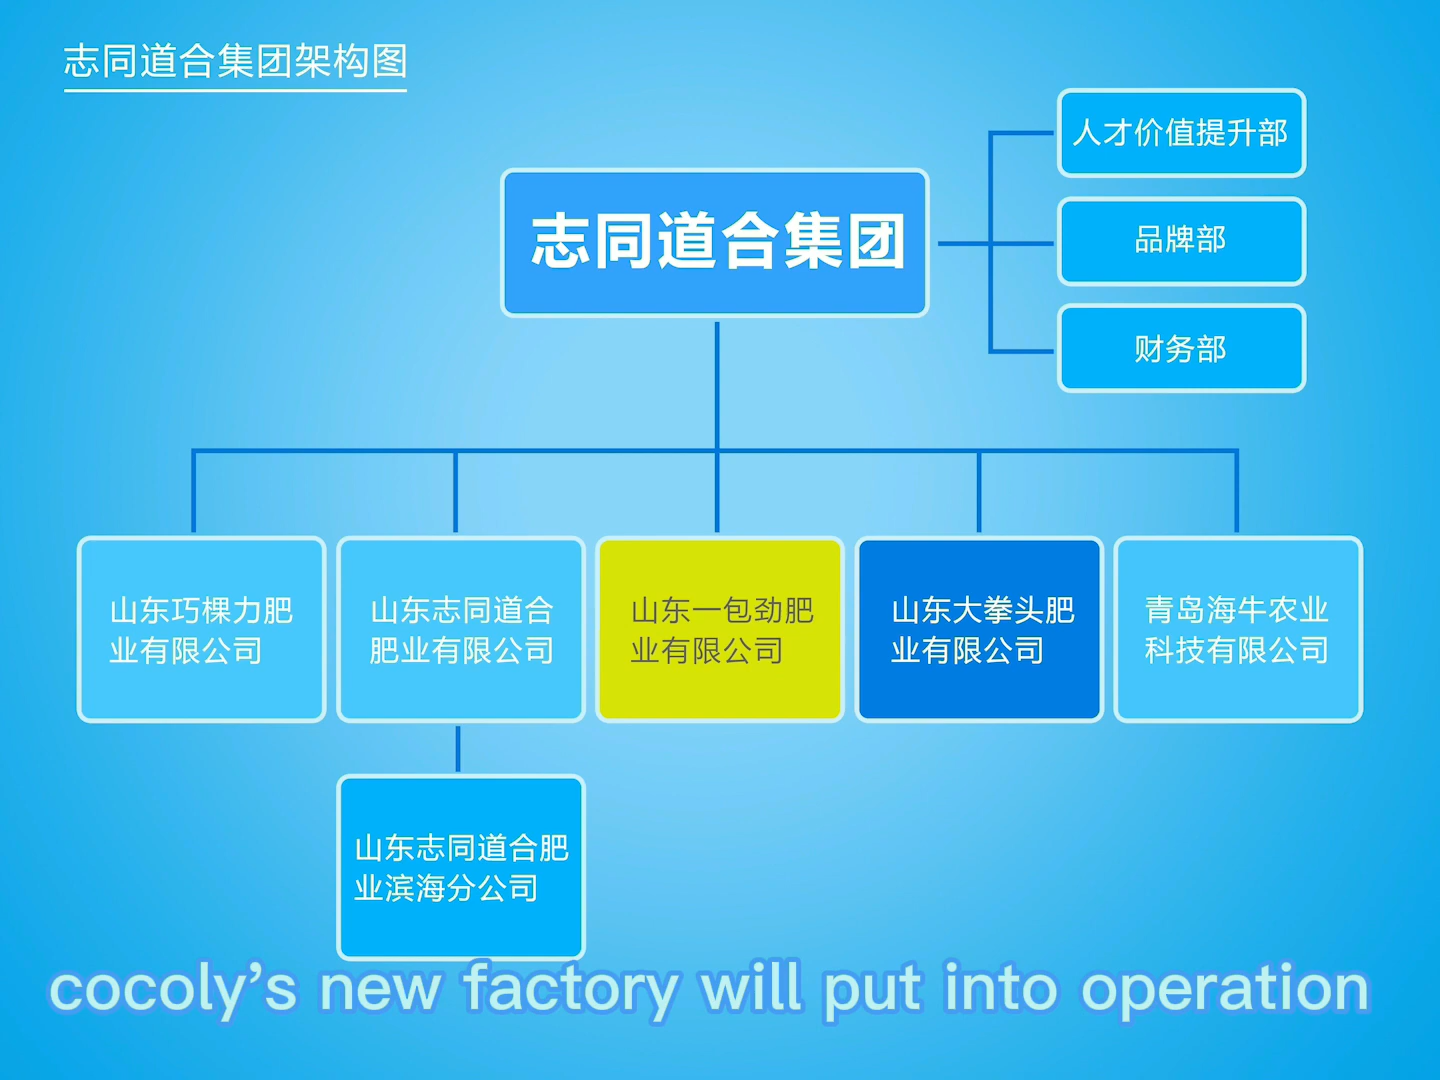 志同道合集团架构图
志同道合集团
人才价值提升部
品牌部
财务部
山东巧棵力肥
业有限公司
山东志同道合
肥业有限公司
山东一包劲肥
业有限公司
山东大拳头肥
业有限公司
青岛海牛农业
科技有限公司
山东志同道合肥
业滨海分公司
cocoly’s new factory will put into operation